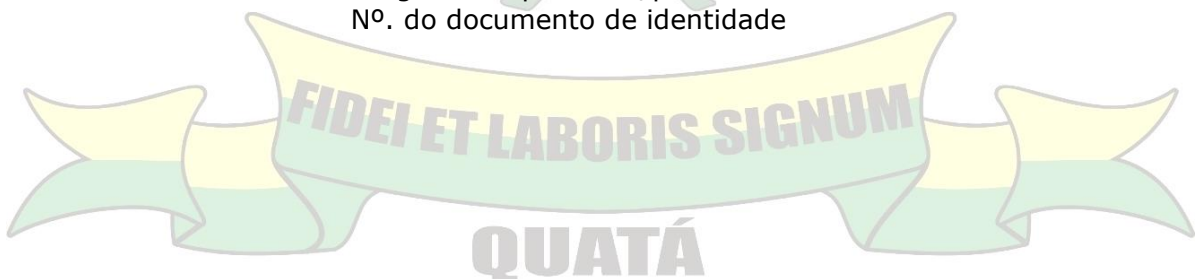 Nº. do documento de identidade
FIDEI ET LABORIS SIGNUM
QUATÁ